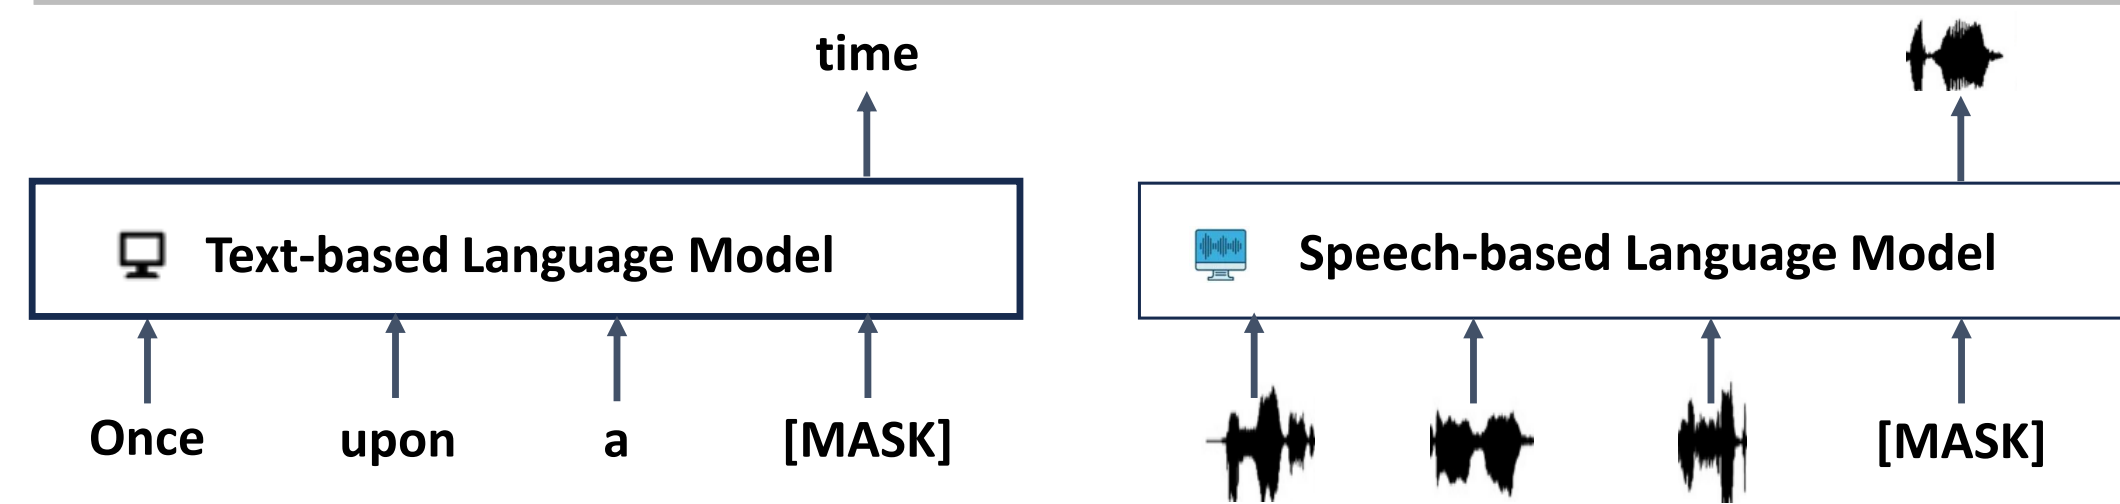 time
Text-based Language Model
Once upon a [MASK]
Speech-based Language Model
[MASK]